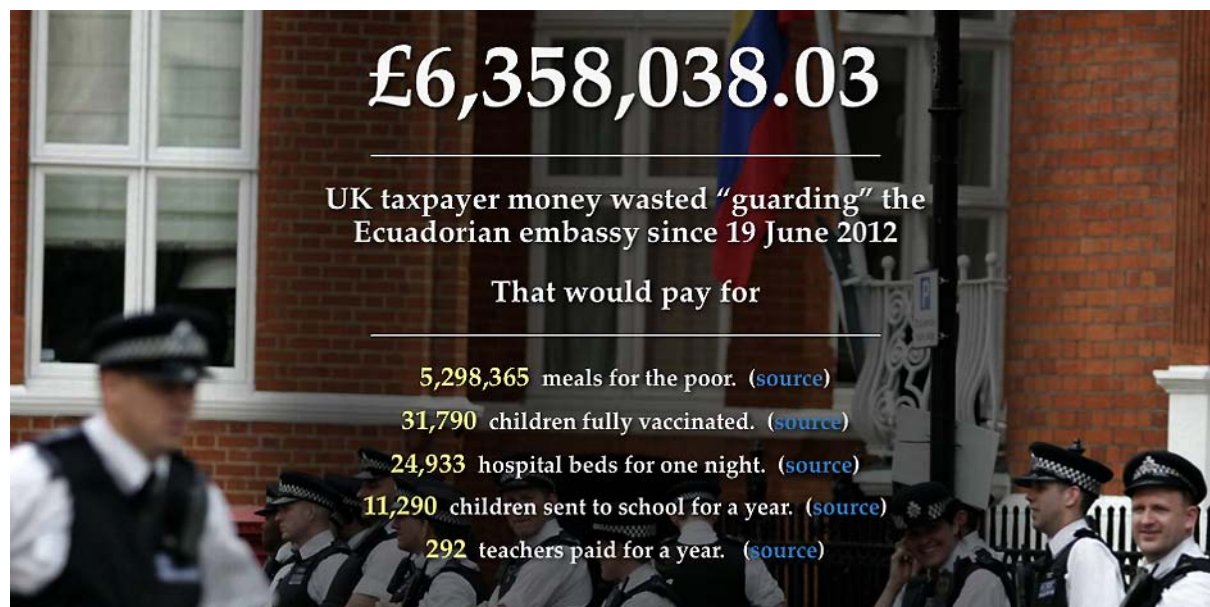 £6,358,038.03
UK taxpayer money wasted “guarding” the
Ecuadorian embassy since 19 June 2012
That would pay for
5,298,365 meals for the poor. (source)
31,790 children fully vaccinated. (source)
24,933 hospital beds for one night. (source)
11,290 children sent to school for a year. (source)
292 teachers paid for a year. (source)
P